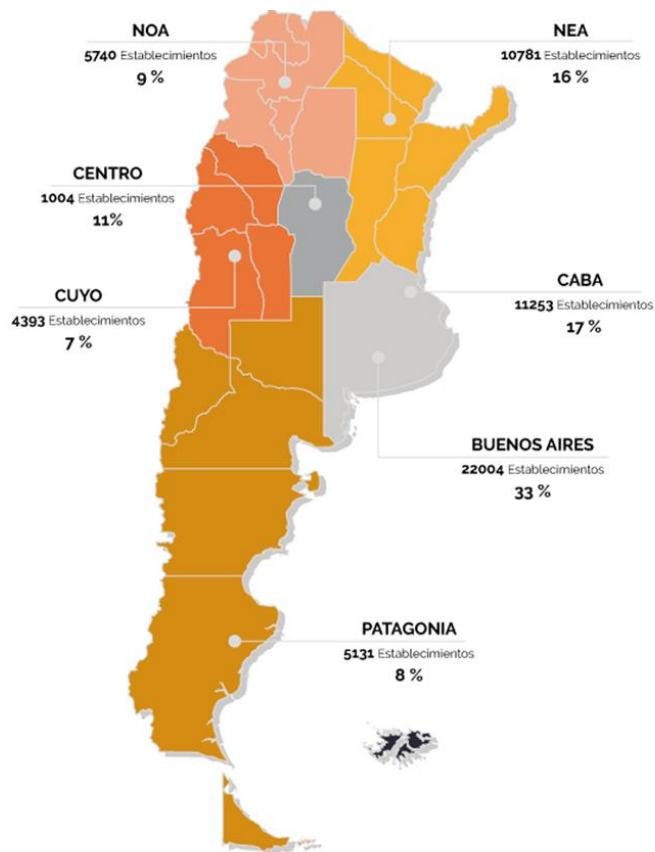 NOA
5740 Establecimientos
9 %
NEA
10781 Establecimientos
16 %
CENTRO
1004 Establecimientos
11%
CABA
11253 Establecimientos
17 %
CUYO
4393 Establecimientos
7 %
BUENOS AIRES
22004 Establecimientos
33 %
PATAGONIA
5131 Establecimientos
8 %